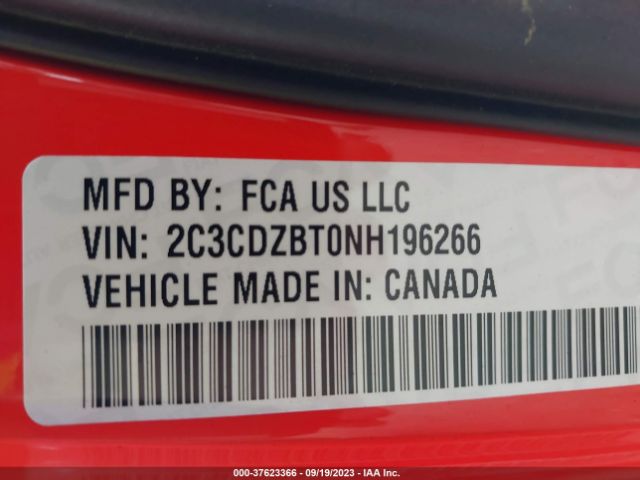 MFD BY: FCA US LLC
VIN: 2C3CDZBT0NH196266
VEHICLE MADE IN: CANADA
000-37623366 - 09/19/2023 - IAA Inc.